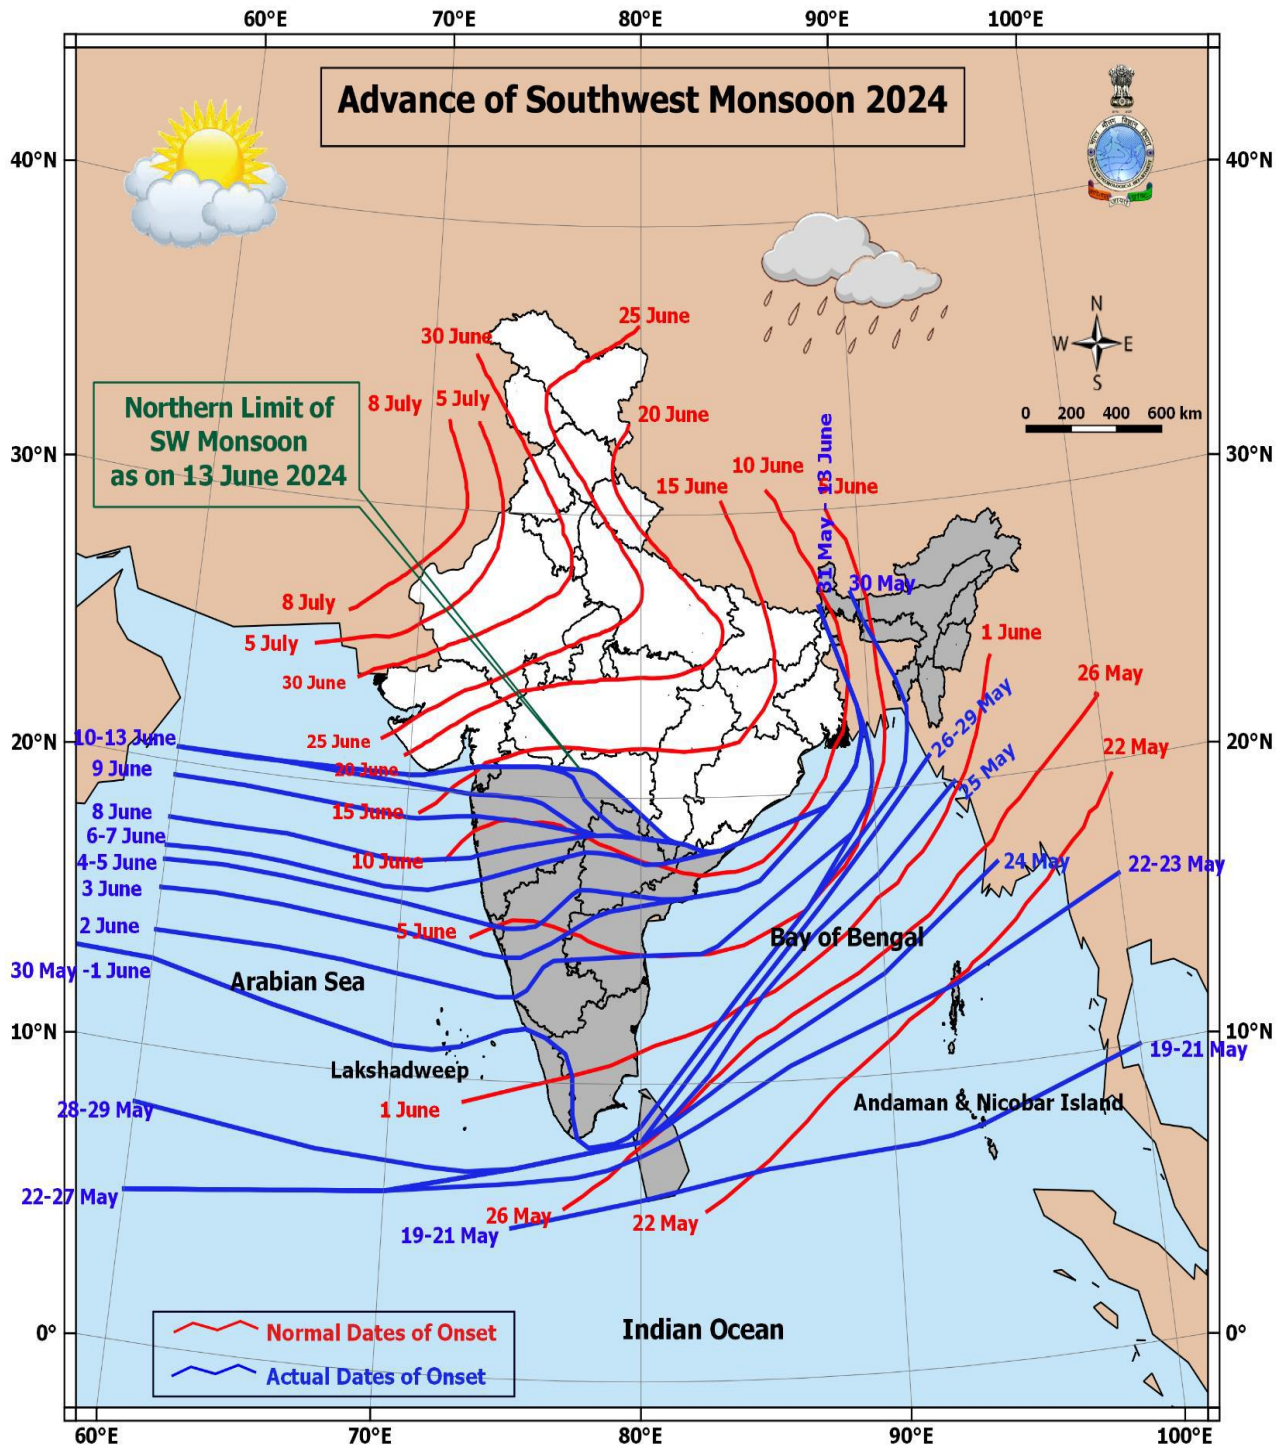 60°E
70°E
80°E
90°E
100°E
Advance of Southwest Monsoon 2024
40°N
40°N
25 June
30 June
N
W
E
S
8 July
5 July
20 June
0 200 400 600 km
Northern Limit of
SW Monsoon
as on 13 June 2024
30°N
30°N
10 June
15 June
5 June
31 May - 13 June
30 May
8 July
5 July
1 June
30 June
26 May
26-29 May
25 May
22 May
10-13 June
20°N
20°N
25 June
9 June
20 June
8 June
15 June
6-7 June
4-5 June
10 June
24 May
22-23 May
3 June
2 June
5 June
Bay of Bengal
30 May -1 June
Arabian Sea
10°N
10°N
19-21 May
Lakshadweep
28-29 May
1 June
Andaman & Nicobar Island
22-27 May
26 May
22 May
19-21 May
Indian Ocean
0°
0°
Normal Dates of Onset
Actual Dates of Onset
60°E
70°E
80°E
90°E
100°E